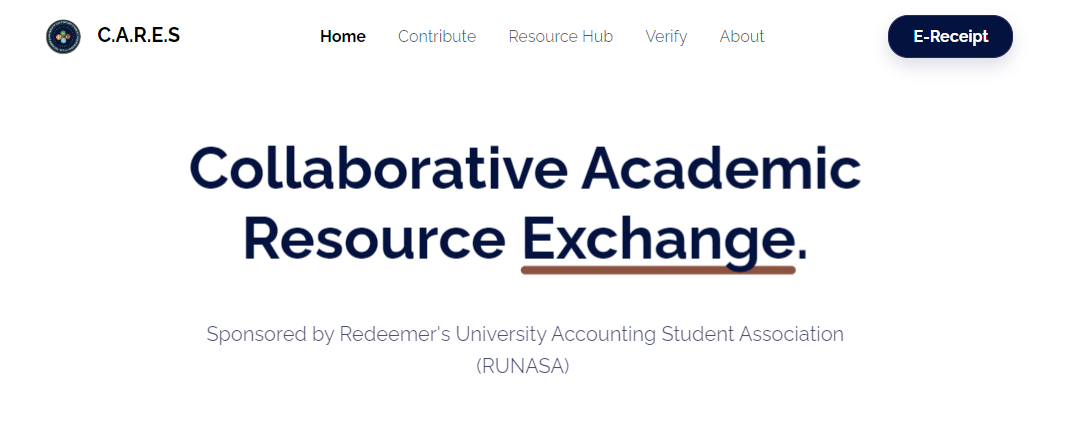 C.A.R.E.S
Home Contribute Resource Hub Verify About
E-Receipt
Collaborative Academic
Resource Exchange.
Sponsored by Redeemer's University Accounting Student Association
(RUNASA)